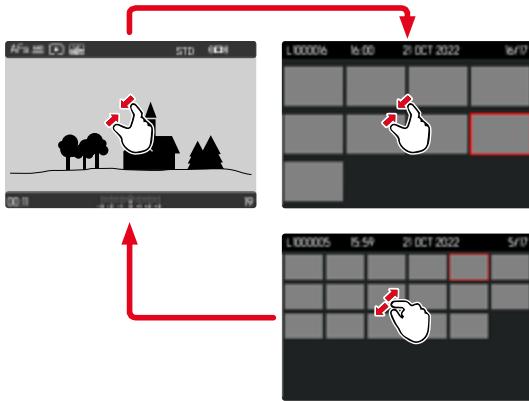 AFs STD
00:11 19
L1000016 16:00 21 OCT 2022 16/17
L1000005 15:59 21 OCT 2022 5/17